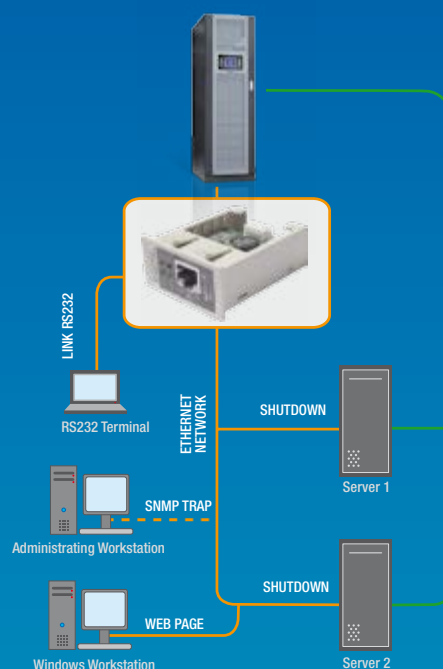 LINK RS232
RS232 Terminal
ETHERNET
NETWORK
SHUTDOWN
Server 1
SNMP TRAP
Administrating Workstation
SHUTDOWN
WEB PAGE
Windows Workstation
Server 2